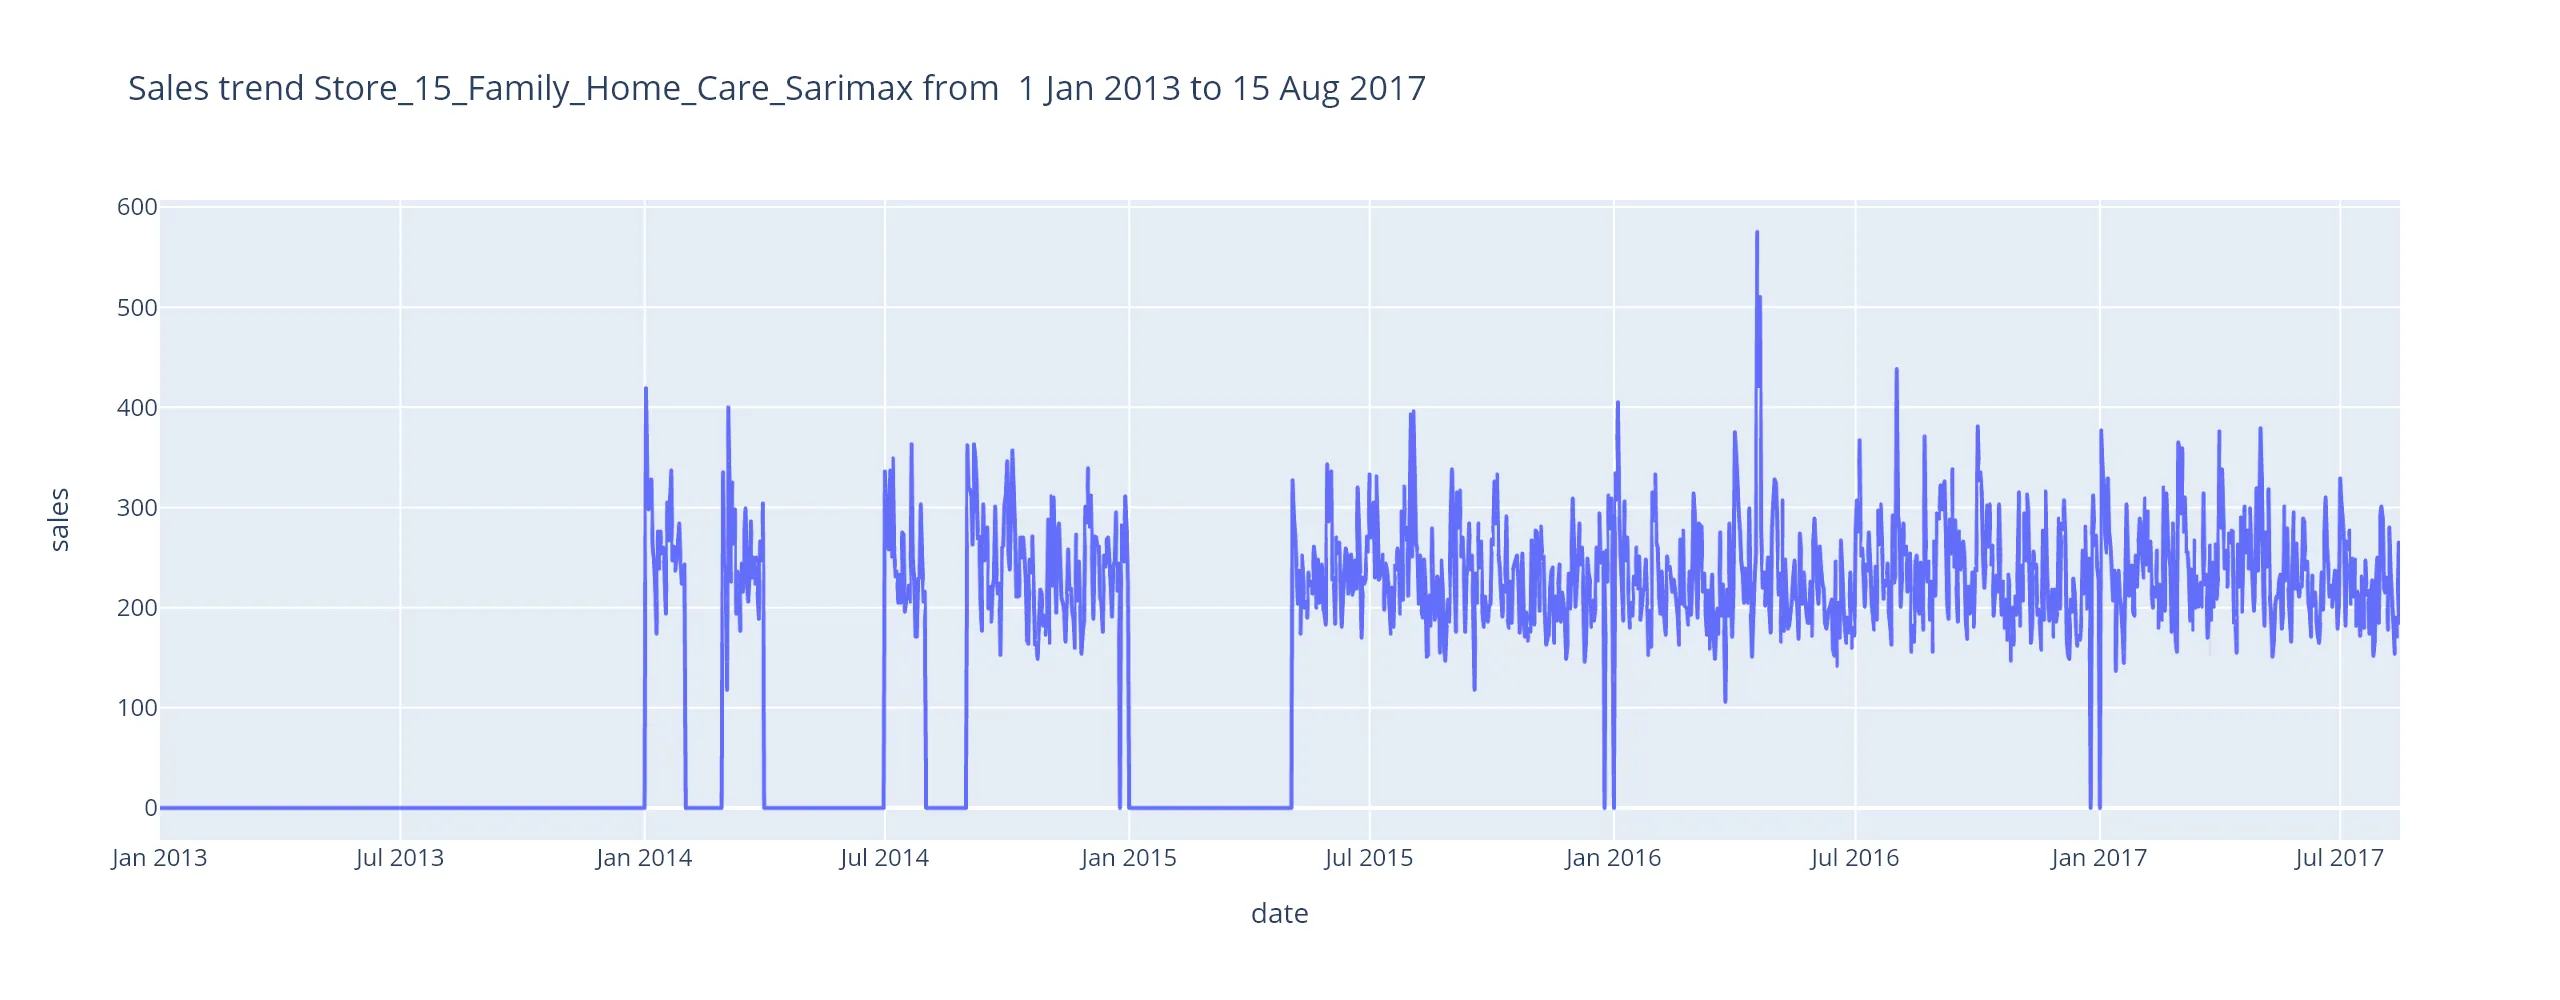 Sales trend Store_15_Family_Home_Care_Sarimax from  1 Jan 2013 to 15 Aug 2017
600
500
400
300
200
100
0
sales
Jan 2013 Jul 2013 Jan 2014 Jul 2014 Jan 2015 Jul 2015 Jan 2016 Jul 2016 Jan 2017 Jul 2017
date